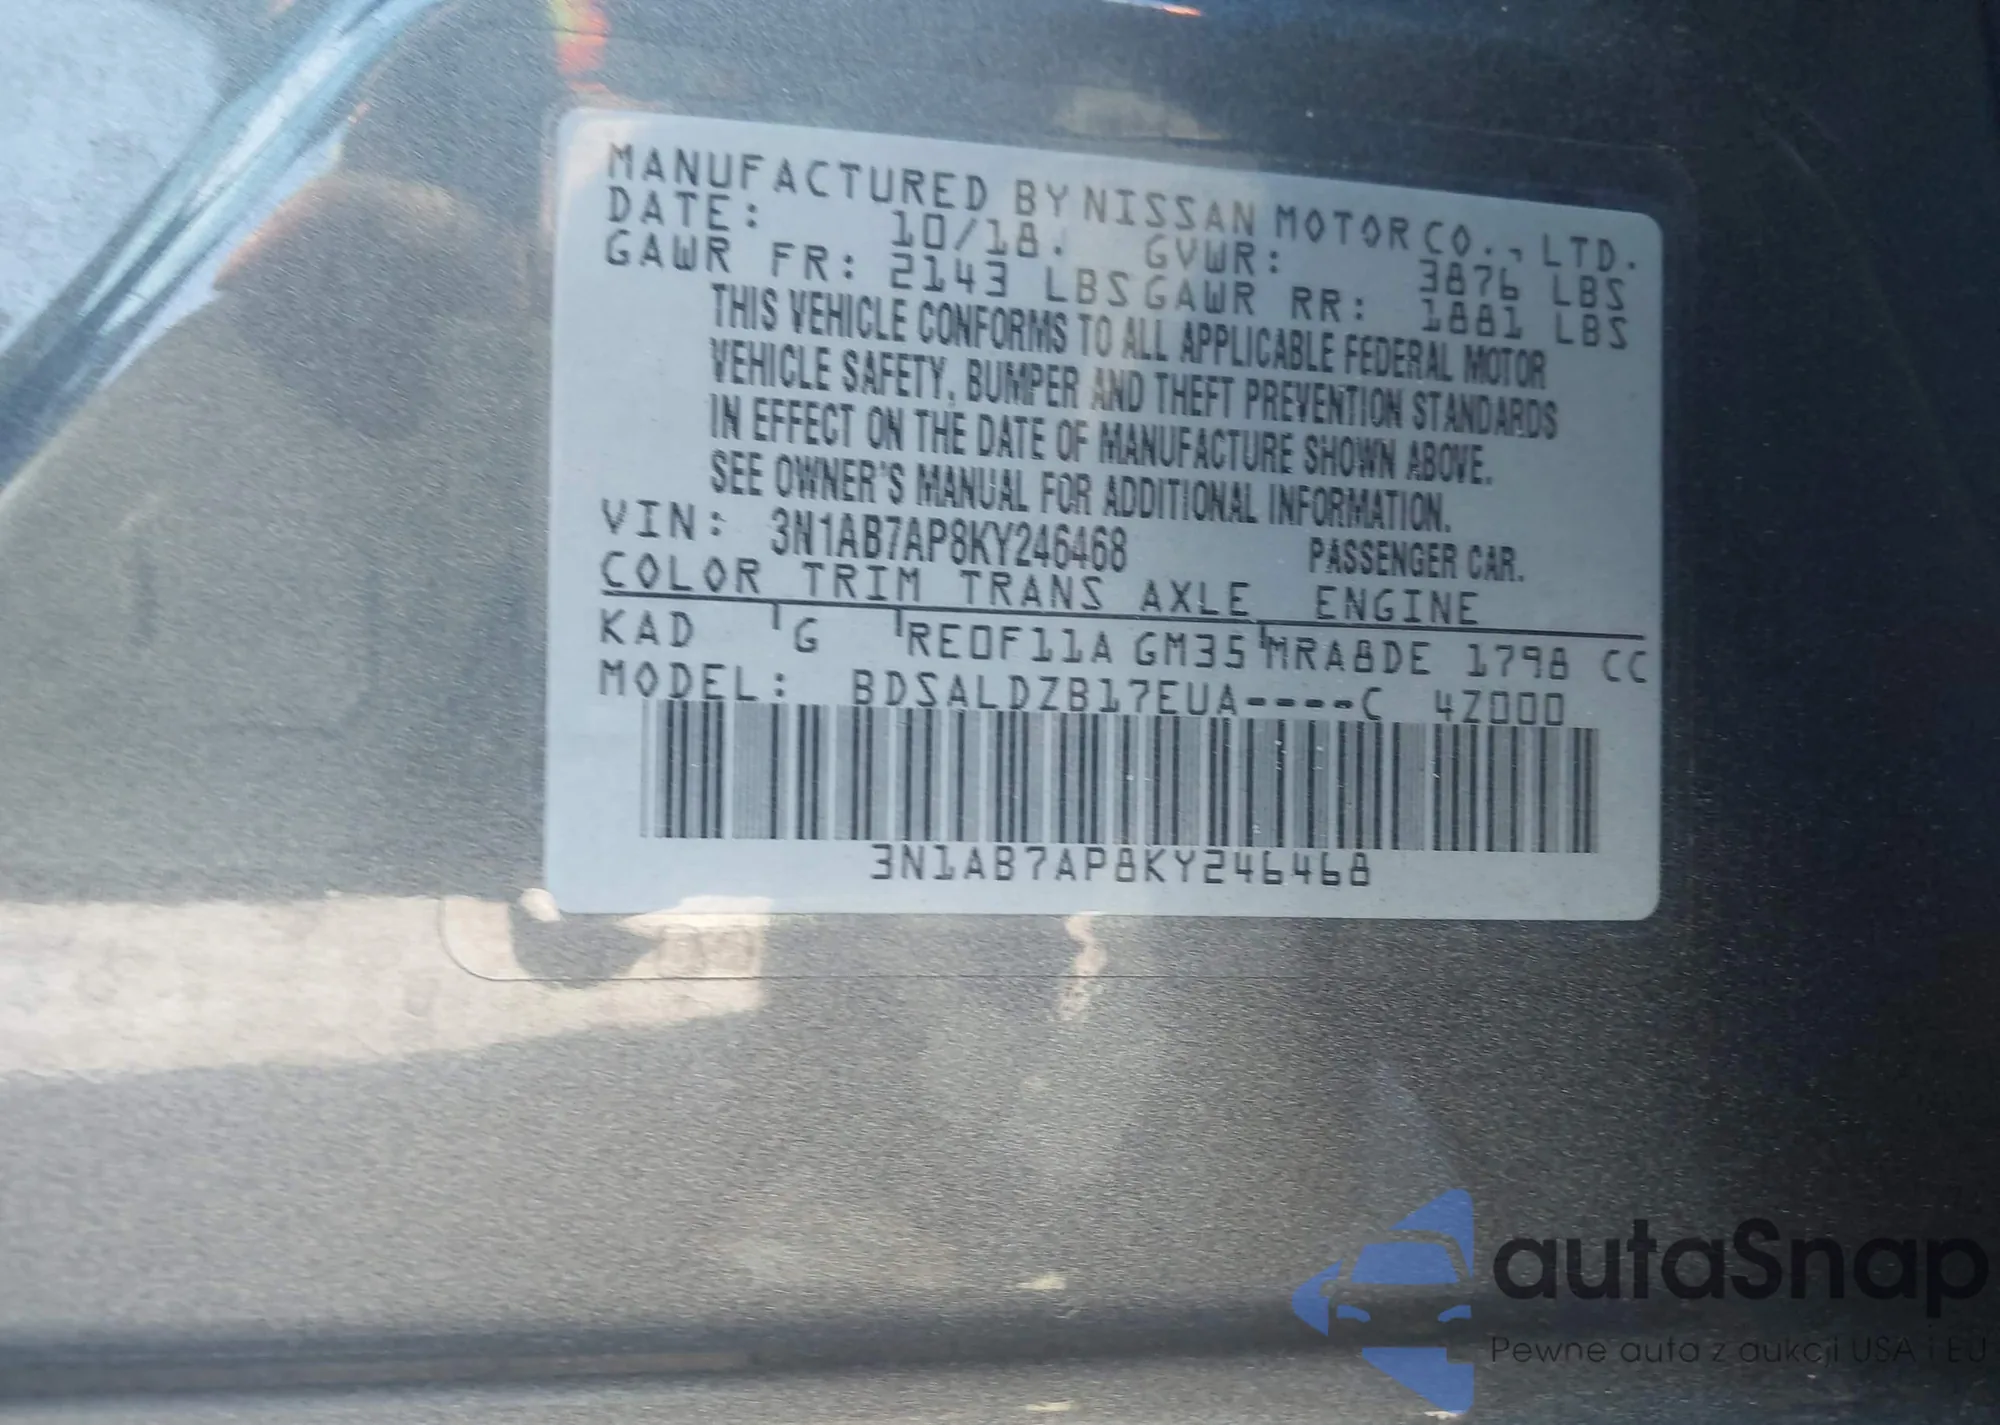 MANUFACTURED BY NISSAN MOTOR CO., LTD.
DATE: 10/18. GVWR: 3876 LBS
GAWR FR: 2143 LBS GAWR RR: 1881 LBS
THIS VEHICLE CONFORMS TO ALL APPLICABLE FEDERAL MOTOR
VEHICLE SAFETY, BUMPER AND THEFT PREVENTION STANDARDS
IN EFFECT ON THE DATE OF MANUFACTURE SHOWN ABOVE.
SEE OWNER'S MANUAL FOR ADDITIONAL INFORMATION.
VIN: 3N1AB7AP8KY246468 PASSENGER CAR.
COLOR TRIM TRANS AXLE ENGINE
KAD G RE0F11A GM35 MRA8DE 1798 CC
MODEL: BDSALDZB17EUA----C 4Z000
3N1AB7AP8KY246468
autaSnap
Pewne auta z aukcji USA i EU